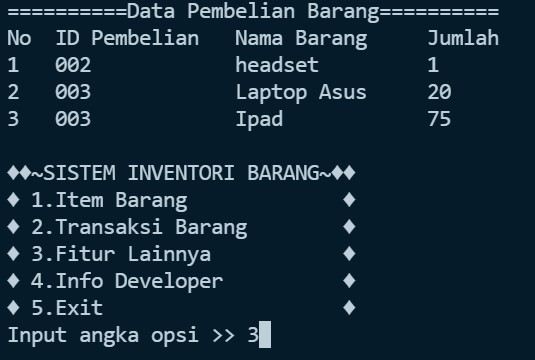 ==========Data Pembelian Barang==========
No  ID Pembelian   Nama Barang     Jumlah
1   002            headset         1
2   003            Laptop Asus     20
3   003            Ipad            75
♦♦~SISTEM INVENTORI BARANG~♦♦
♦ 1.Item Barang             ♦
♦ 2.Transaksi Barang        ♦
♦ 3.Fitur Lainnya           ♦
♦ 4.Info Developer          ♦
♦ 5.Exit                    ♦
Input angka opsi >> 3